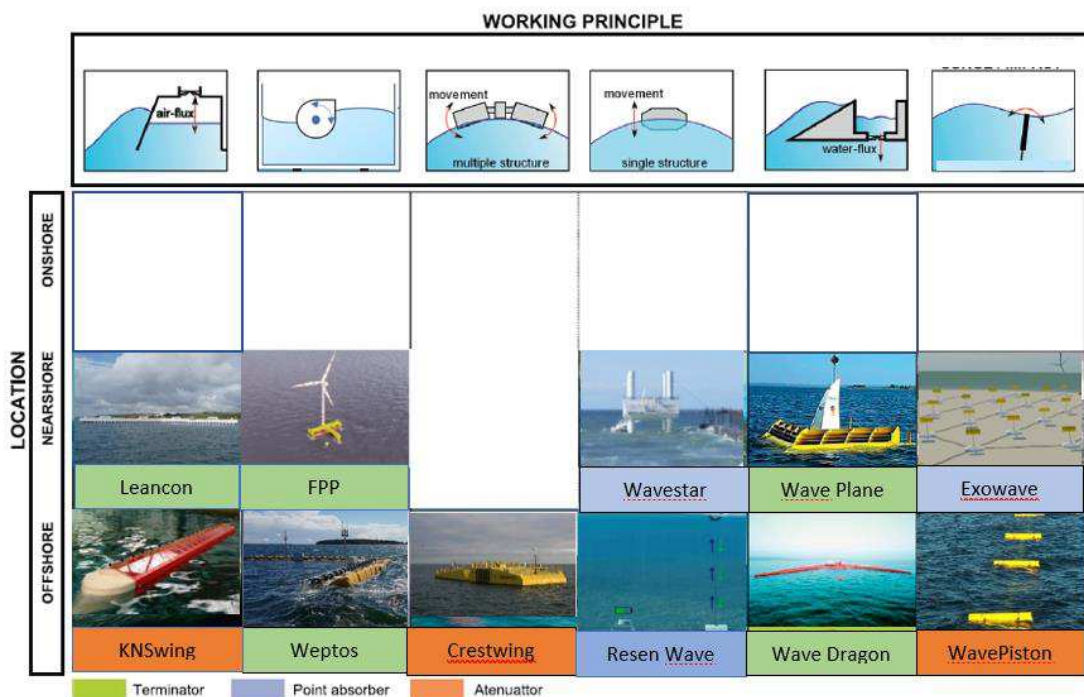 WORKING PRINCIPLE
air-flux
movement
multiple structure
movement
single structure
water-flux
LOCATION
ONSHORE
NEARSHORE
Leancon
FPP
Wavestar
Wave Plane
Exowave
OFFSHORE
KNSwing
Weptos
Crestwing
Resen Wave
Wave Dragon
WavePiston
Terminator
Point absorber
Atenuattor